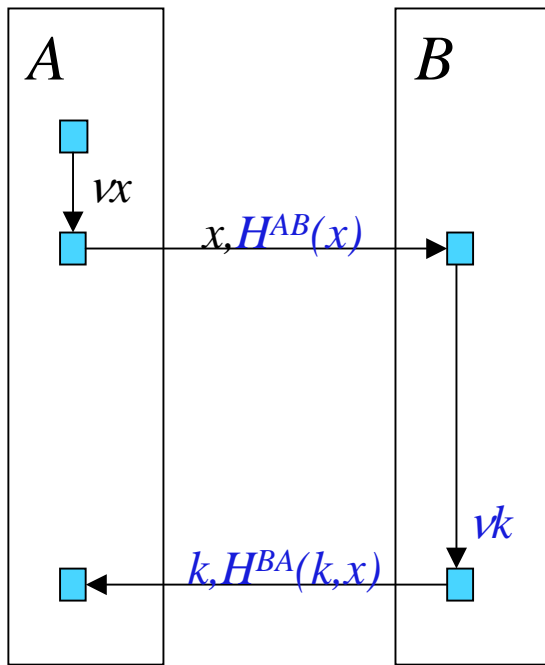 A
B
νx
x,H^{AB}(x)
νk
k,H^{BA}(k,x)